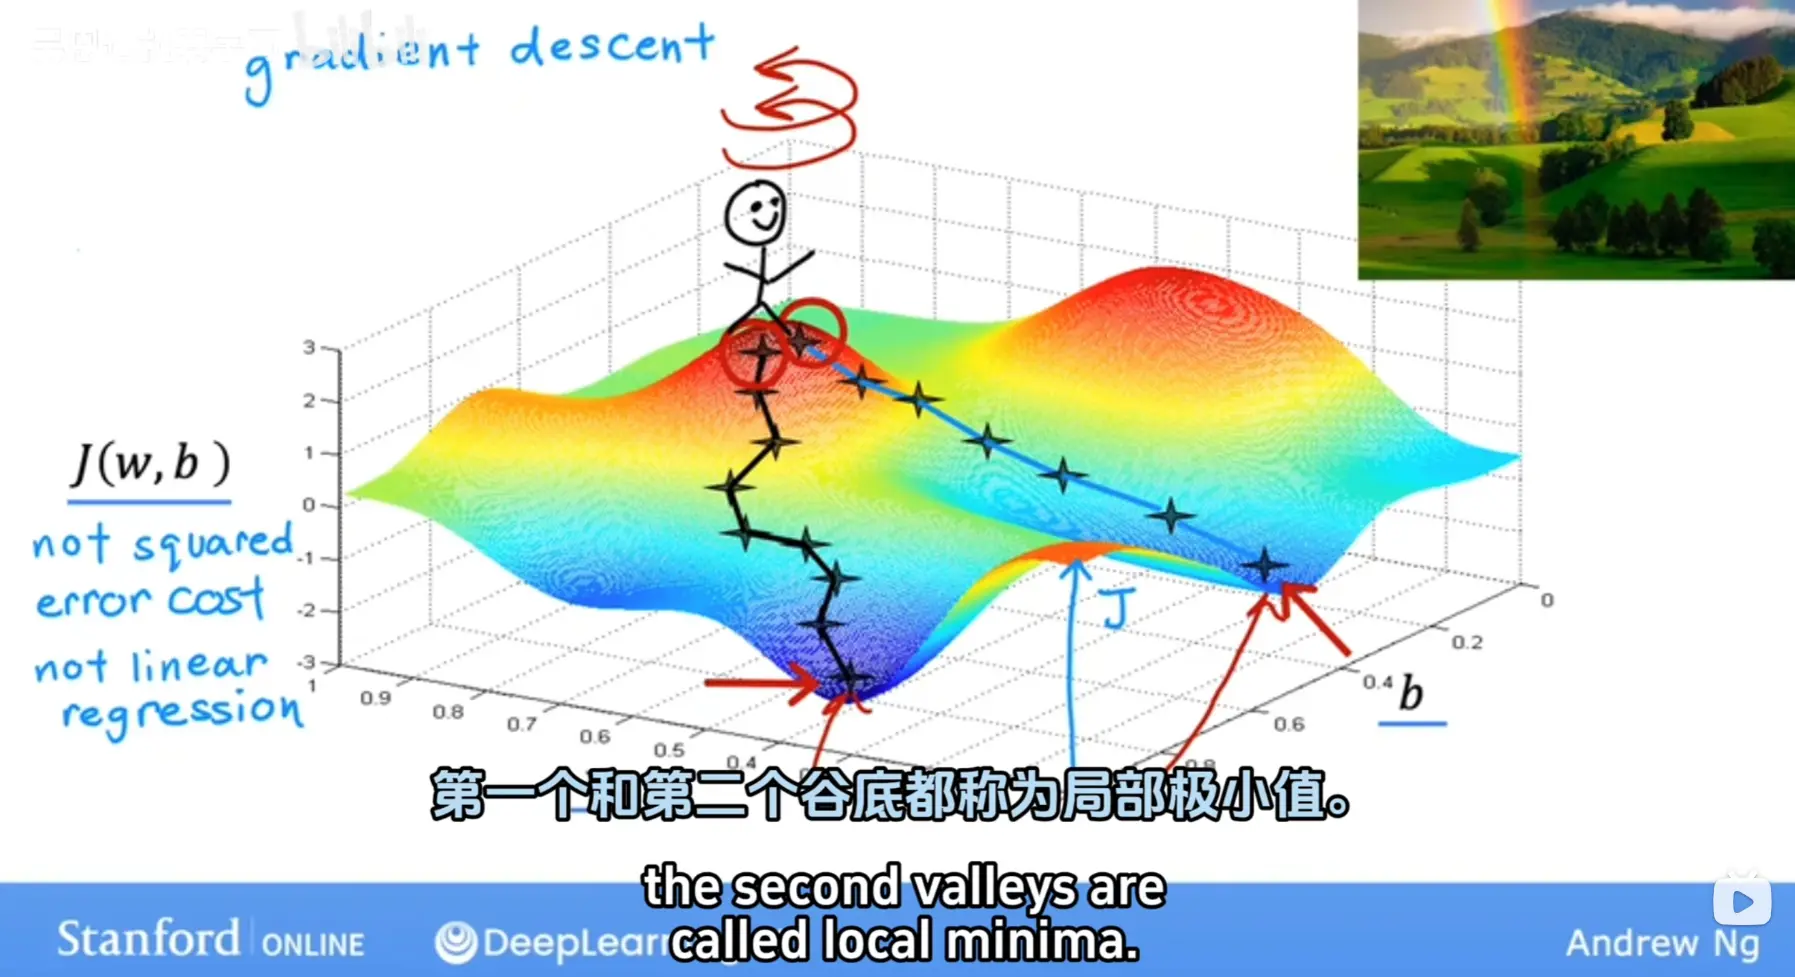 gradient descent
3
2
1
0
-1
-2
-3
J(w, b)
not squared
error cost
not linear
regression
J
1
0.9
0.8
0.7
0.6
0.5
0.4
0
0.2
0.4
b
0.6
0.8
第一个和第二个谷底都称为局部极小值。
the second valleys are
called local minima.
Stanford ONLINE
DeepLear
Andrew Ng